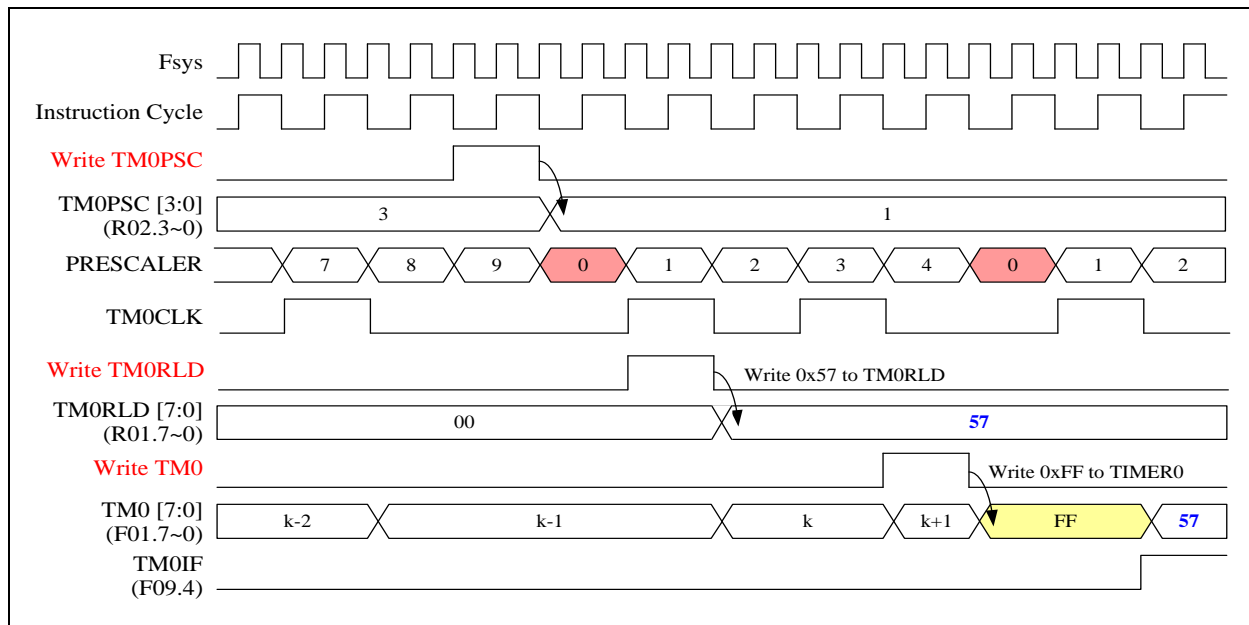 Fsys
Instruction Cycle
Write TM0PSC
TM0PSC [3:0]
(R02.3~0)
3
1
PRESCALER
7
8
9
0
1
2
3
4
0
1
2
TM0CLK
Write TM0RLD
Write 0x57 to TM0RLD
TM0RLD [7:0]
(R01.7~0)
00
57
Write TM0
Write 0xFF to TIMER0
TM0 [7:0]
(F01.7~0)
k-2
k-1
k
k+1
FF
57
TM0IF
(F09.4)